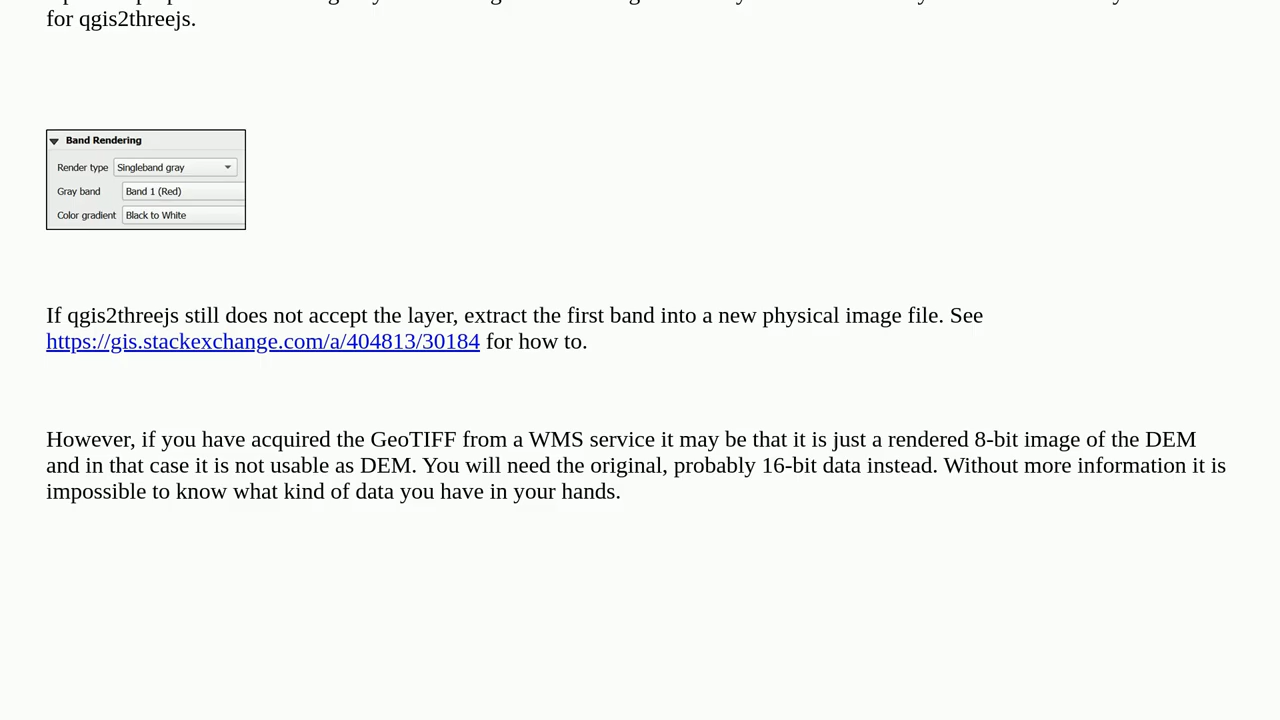 for qgis2threejs.
Band Rendering
Render type Singleband gray
Gray band Band 1 (Red)
Color gradient Black to White
If qgis2threejs still does not accept the layer, extract the first band into a new physical image file. See
https://gis.stackexchange.com/a/404813/30184 for how to.
However, if you have acquired the GeoTIFF from a WMS service it may be that it is just a rendered 8-bit image of the DEM
and in that case it is not usable as DEM. You will need the original, probably 16-bit data instead. Without more information it is
impossible to know what kind of data you have in your hands.